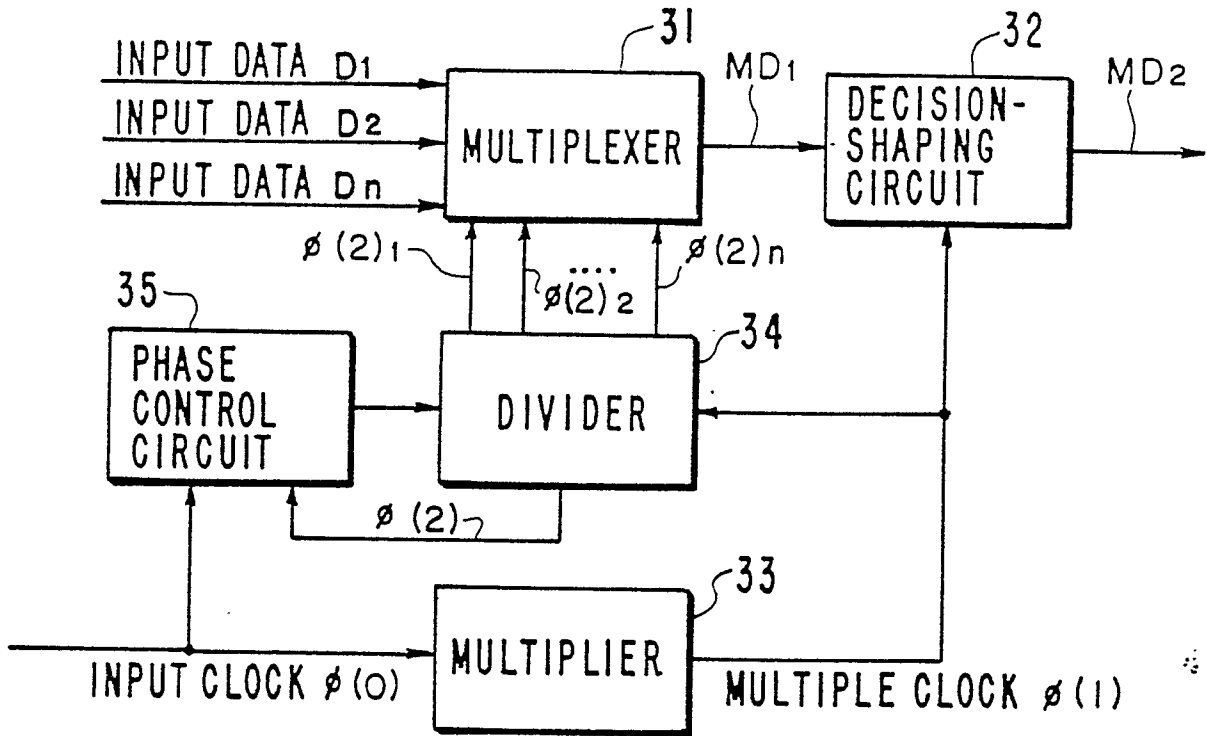 31
32
INPUT DATA D1
INPUT DATA D2
INPUT DATA Dn
MULTIPLEXER
MD1
DECISION-
SHAPING
CIRCUIT
MD2
ø(2)1
ø(2)2
....
ø(2)n
35
34
PHASE
CONTROL
CIRCUIT
DIVIDER
ø(2)
33
MULTIPLIER
INPUT CLOCK ø(0)
MULTIPLE CLOCK ø(1)